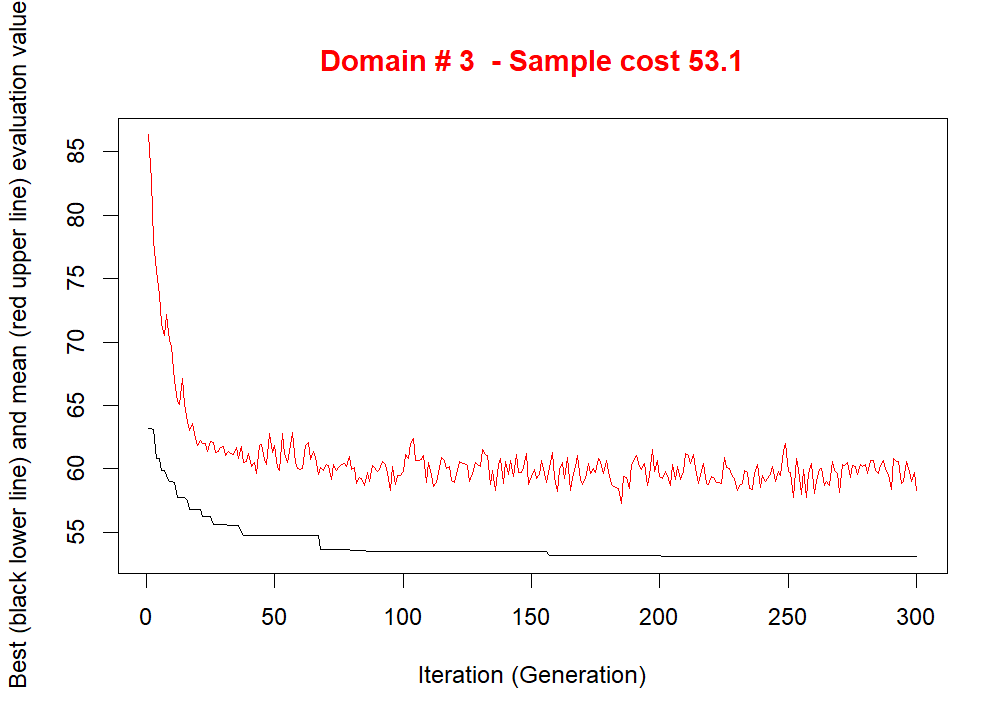 Domain # 3  - Sample cost 53.1
Best (black lower line) and mean (red upper line) evaluation value
85
80
75
70
65
60
55
0 50 100 150 200 250 300
Iteration (Generation)